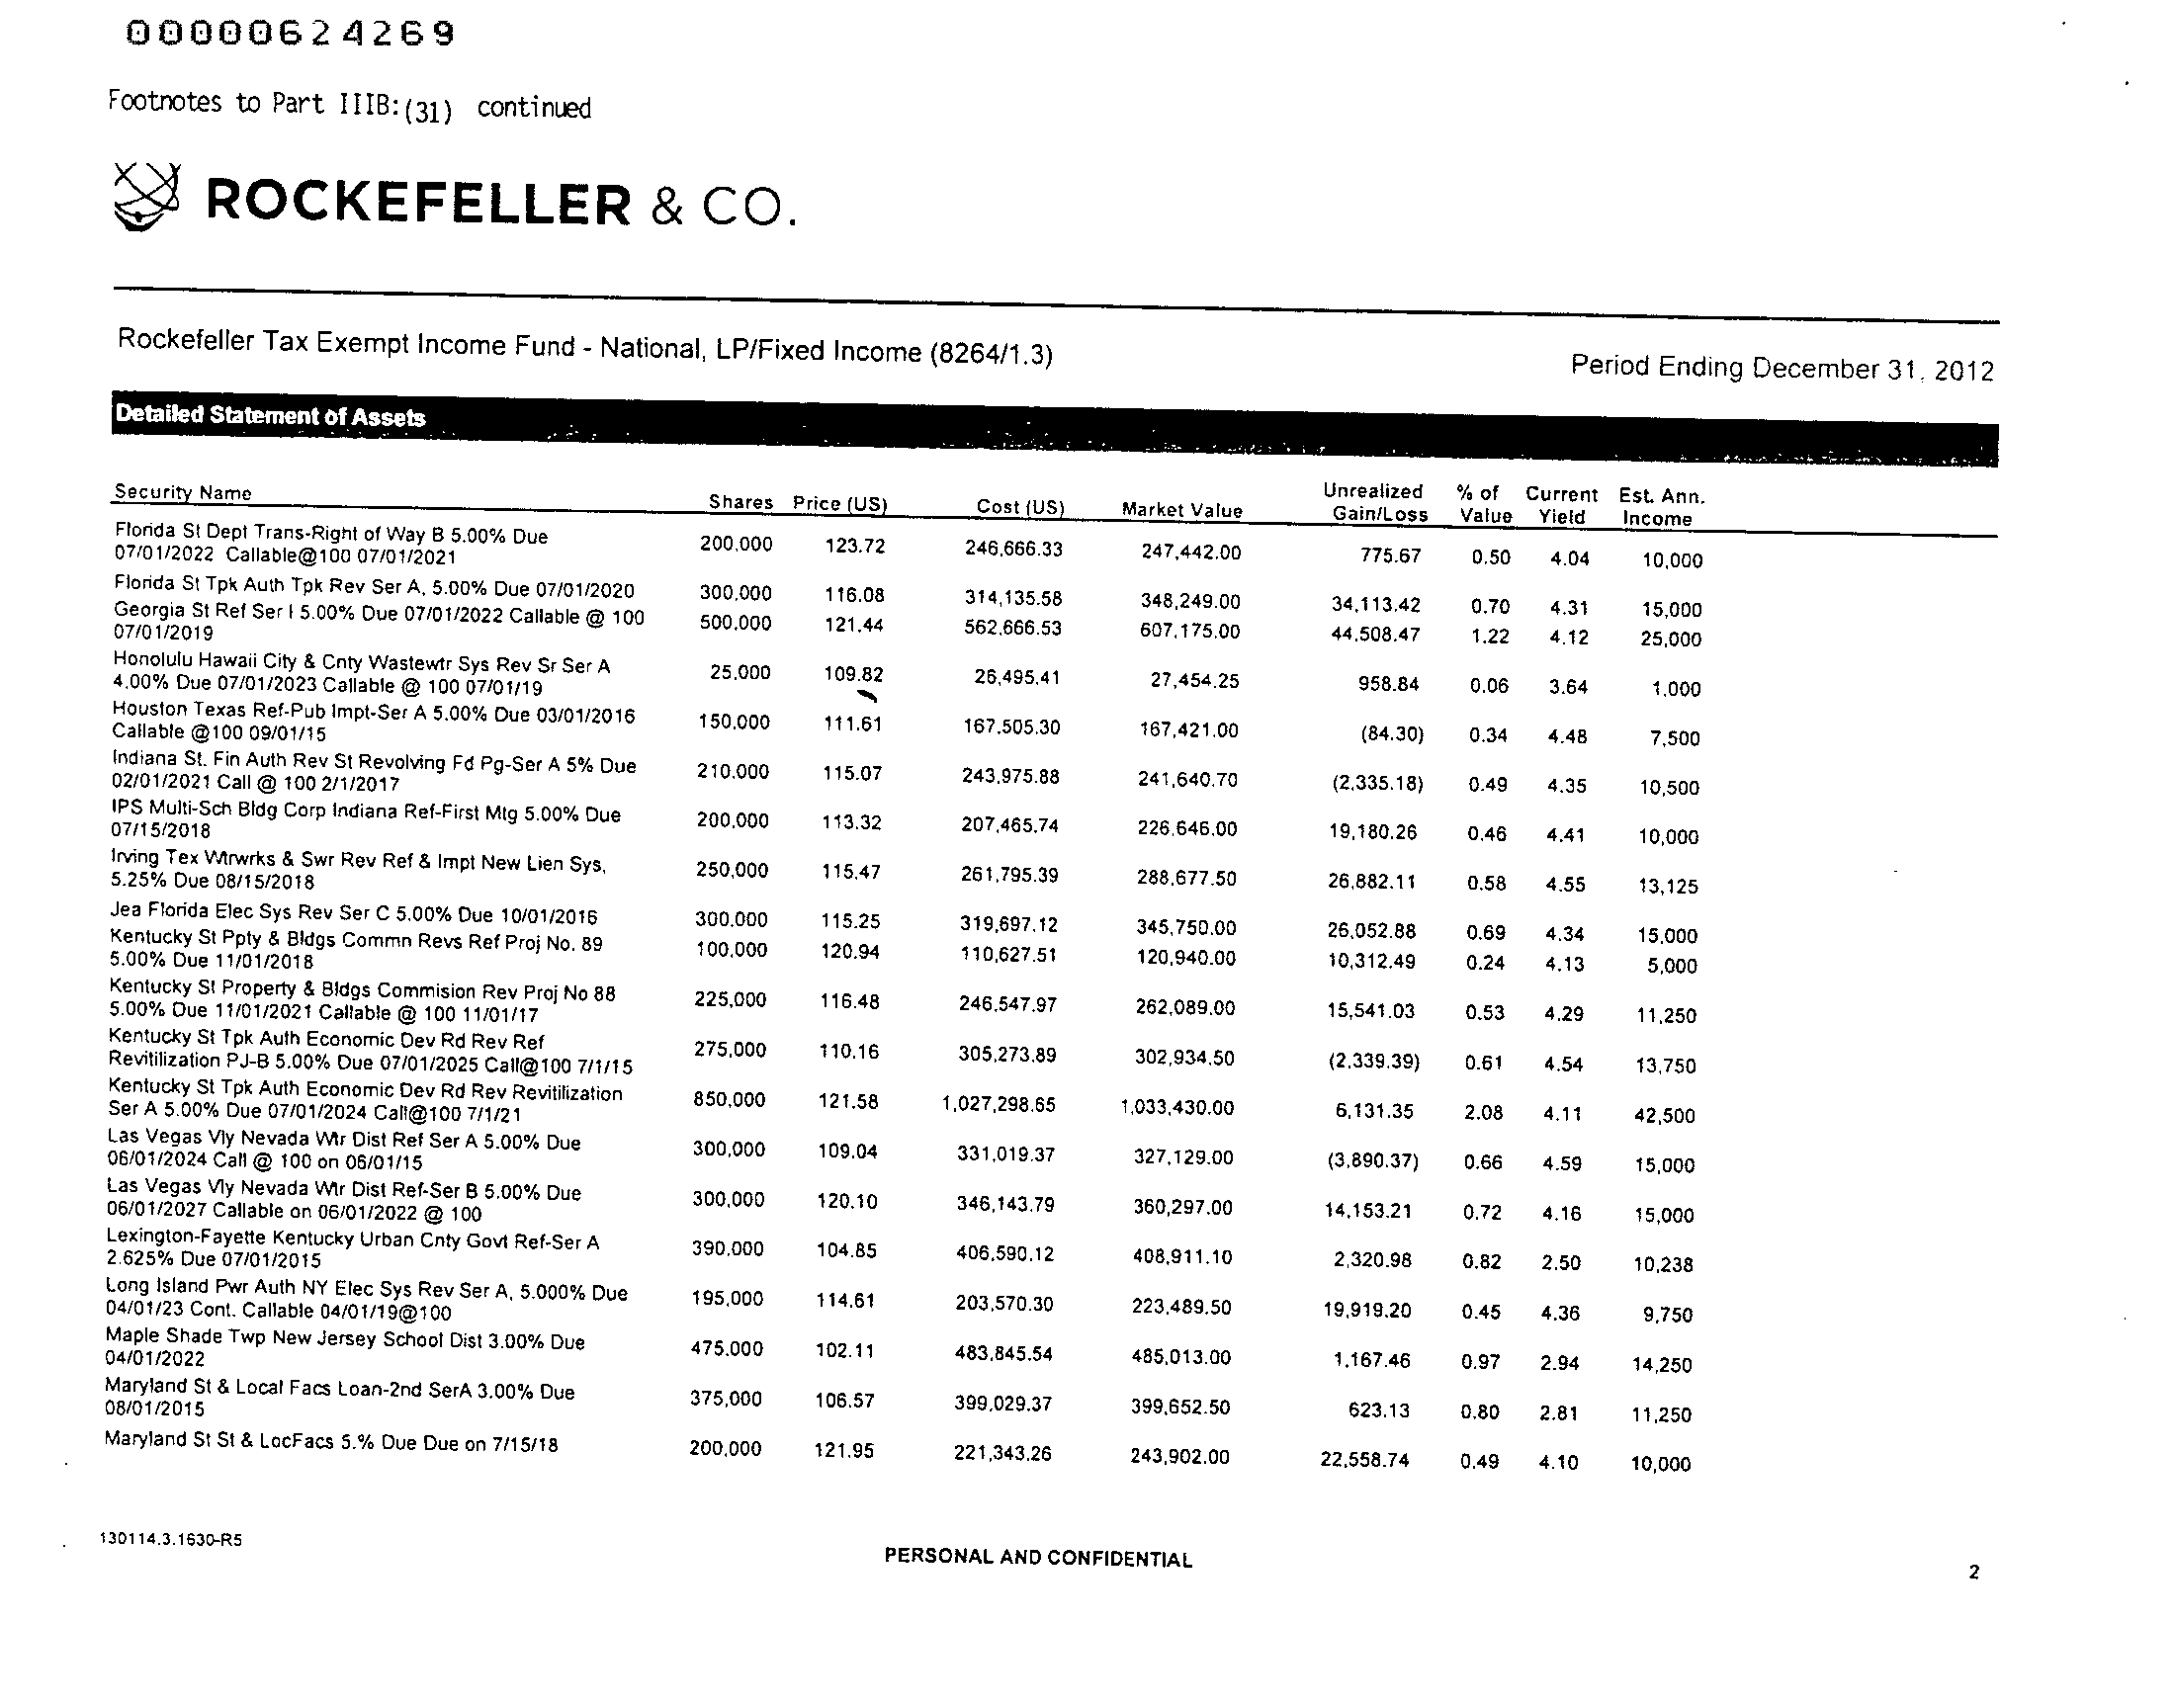 00000624269
Footnotes to Part IIIB:(31) continued
ROCKEFELLER & CO.
Rockefeller Tax Exempt Income Fund - National, LP/Fixed Income (8264/1.3)
Period Ending December 31, 2012
Detailed Statement of Assets
Security Name Shares Price (US) Cost (US) Market Value Unrealized Gain/Loss % of Value Current Yield Est. Ann. Income
Florida St Dept Trans-Right of Way B 5.00% Due 200,000 123.72 246,666.33 247,442.00 775.67 0.50 4.04 10,000
07/01/2022 Callable@100 07/01/2021
Florida St Tpk Auth Tpk Rev Ser A, 5.00% Due 07/01/2020 300,000 116.08 314,135.58 348,249.00 34,113.42 0.70 4.31 15,000
Georgia St Ref Ser I 5.00% Due 07/01/2022 Callable @ 100 500,000 121.44 562,666.53 607,175.00 44,508.47 1.22 4.12 25,000
07/01/2019
Honolulu Hawaii City & Cnty Wastewtr Sys Rev Sr Ser A 25,000 109.82 26,495.41 27,454.25 958.84 0.06 3.64 1,000
4.00% Due 07/01/2023 Callable @ 100 07/01/19
Houston Texas Ref-Pub Impt-Ser A 5.00% Due 03/01/2016 150,000 111.61 167,505.30 167,421.00 (84.30) 0.34 4.48 7,500
Callable @100 09/01/15
Indiana St. Fin Auth Rev St Revolving Fd Pg-Ser A 5% Due 210,000 115.07 243,975.88 241,640.70 (2,335.18) 0.49 4.35 10,500
02/01/2021 Call @ 100 2/1/2017
IPS Multi-Sch Bldg Corp Indiana Ref-First Mtg 5.00% Due 200,000 113.32 207,465.74 226,646.00 19,180.26 0.46 4.41 10,000
07/15/2018
Irving Tex Wtrwrks & Swr Rev Ref & Impt New Lien Sys, 250,000 115.47 261,795.39 288,677.50 26,882.11 0.58 4.55 13,125
5.25% Due 08/15/2018
Jea Florida Elec Sys Rev Ser C 5.00% Due 10/01/2016 300,000 115.25 319,697.12 345,750.00 26,052.88 0.69 4.34 15,000
Kentucky St Ppty & Bldgs Commn Revs Ref Proj No. 89 100,000 120.94 110,627.51 120,940.00 10,312.49 0.24 4.13 5,000
5.00% Due 11/01/2018
Kentucky St Property & Bldgs Commision Rev Proj No 88 225,000 116.48 246,547.97 262,089.00 15,541.03 0.53 4.29 11,250
5.00% Due 11/01/2021 Callable @ 100 11/01/17
Kentucky St Tpk Auth Economic Dev Rd Rev Ref 275,000 110.16 305,273.89 302,934.50 (2,339.39) 0.61 4.54 13,750
Revitilization PJ-B 5.00% Due 07/01/2025 Call@100 7/1/15
Kentucky St Tpk Auth Economic Dev Rd Rev Revitilization 850,000 121.58 1,027,298.65 1,033,430.00 6,131.35 2.08 4.11 42,500
Ser A 5.00% Due 07/01/2024 Call@100 7/1/21
Las Vegas Vly Nevada Wtr Dist Ref Ser A 5.00% Due 300,000 109.04 331,019.37 327,129.00 (3,890.37) 0.66 4.59 15,000
06/01/2024 Call @ 100 on 06/01/15
Las Vegas Vly Nevada Wtr Dist Ref-Ser B 5.00% Due 300,000 120.10 346,143.79 360,297.00 14,153.21 0.72 4.16 15,000
06/01/2027 Callable on 06/01/2022 @ 100
Lexington-Fayette Kentucky Urban Cnty Govt Ref-Ser A 390,000 104.85 406,590.12 408,911.10 2,320.98 0.82 2.50 10,238
2.625% Due 07/01/2015
Long Island Pwr Auth NY Elec Sys Rev Ser A, 5.000% Due 195,000 114.61 203,570.30 223,489.50 19,919.20 0.45 4.36 9,750
04/01/23 Cont. Callable 04/01/19@100
Maple Shade Twp New Jersey School Dist 3.00% Due 475,000 102.11 483,845.54 485,013.00 1,167.46 0.97 2.94 14,250
04/01/2022
Maryland St & Local Facs Loan-2nd SerA 3.00% Due 375,000 106.57 399,029.37 399,652.50 623.13 0.80 2.81 11,250
08/01/2015
Maryland St St & LocFacs 5.% Due Due on 7/15/18 200,000 121.95 221,343.26 243,902.00 22,558.74 0.49 4.10 10,000
130114.3.1630-R5
PERSONAL AND CONFIDENTIAL
2